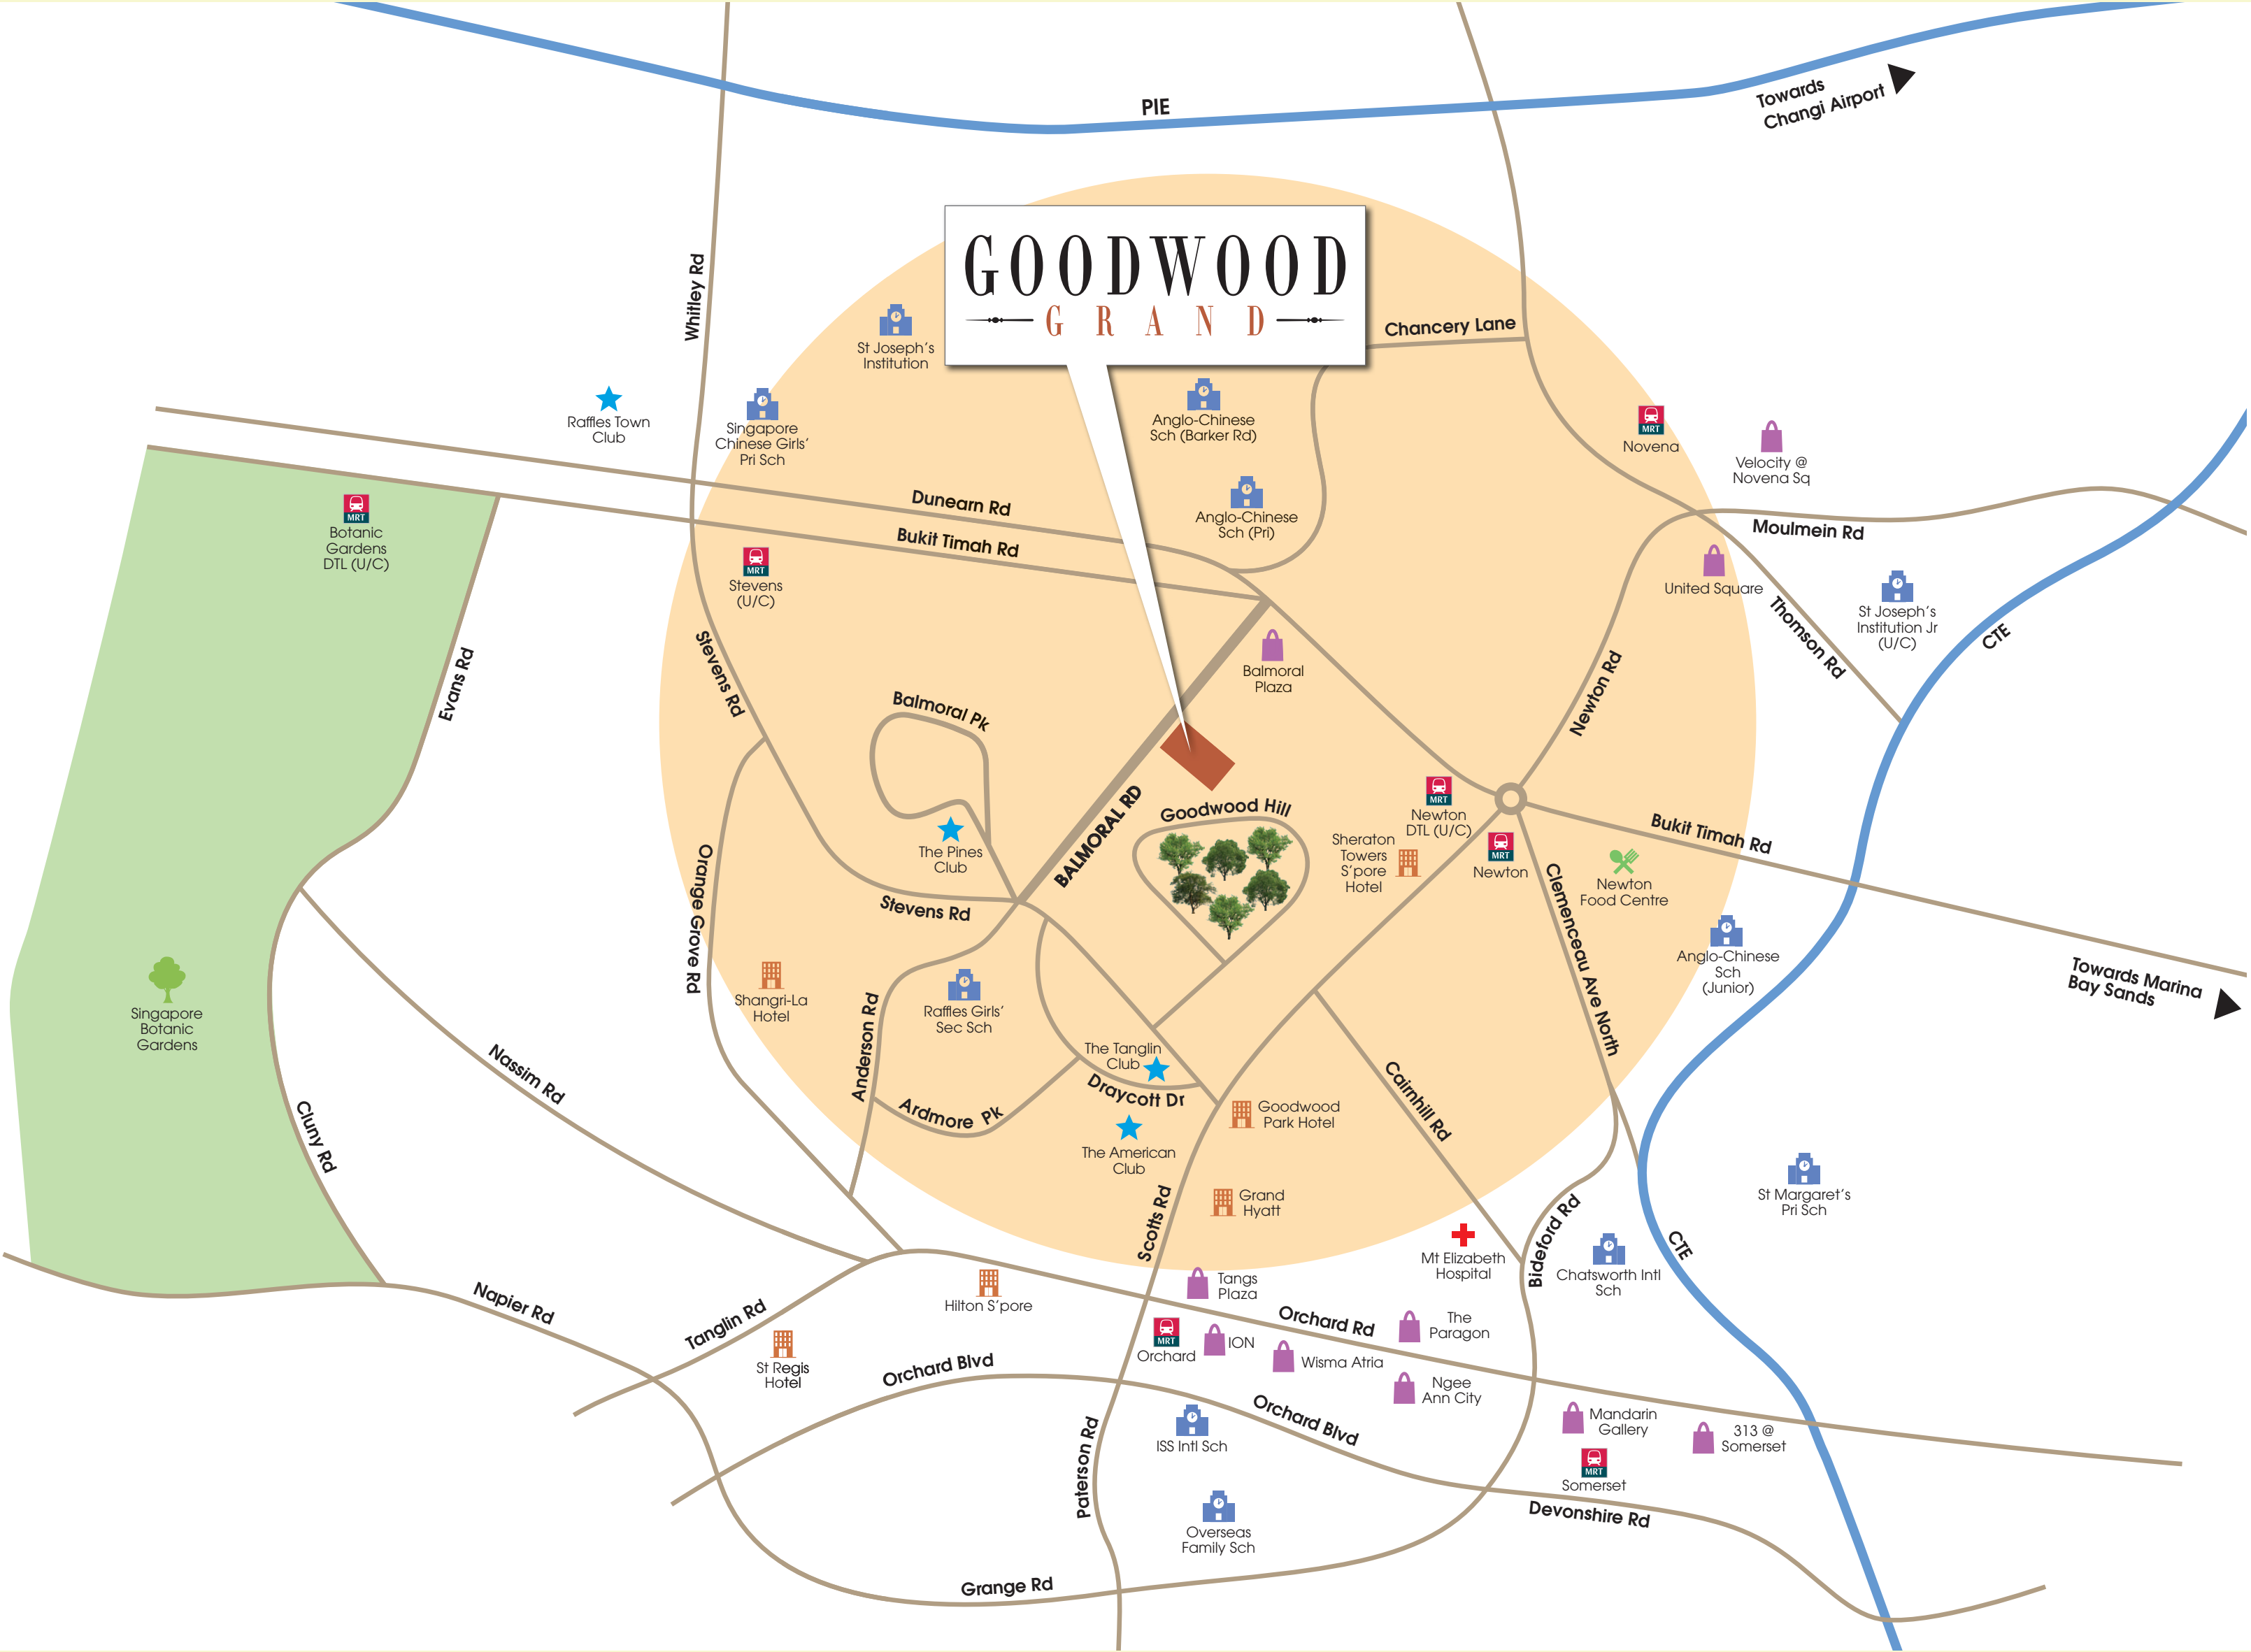 PIE
Towards
Changi Airport
GOODWOOD
GRAND
Whitley Rd
St Joseph's
Institution
Chancery Lane
Raffles Town
Club
Singapore
Chinese Girls'
Pri Sch
Anglo-Chinese
Sch (Barker Rd)
MRT
Novena
Velocity @
Novena Sq
Dunearn Rd
Bukit Timah Rd
Anglo-Chinese
Sch (Pri)
Moulmein Rd
MRT
Botanic
Gardens
DTL (U/C)
MRT
Stevens
(U/C)
United Square
Thomson Rd
St Joseph's
Institution Jr
(U/C)
CTE
Evans Rd
Stevens Rd
Balmoral
Plaza
Newton Rd
Balmoral Pk
BALMORAL RD
Goodwood Hill
MRT
Newton
DTL (U/C)
Sheraton
Towers
S'pore
Hotel
MRT
Newton
Bukit Timah Rd
The Pines
Club
Newton
Food Centre
Orange Grove Rd
Stevens Rd
Clemenceau Ave North
Anglo-Chinese
Sch
(Junior)
Towards Marina
Bay Sands
Singapore
Botanic
Gardens
Shangri-La
Hotel
Anderson Rd
Raffles Girls'
Sec Sch
The Tanglin
Club
Draycott Dr
Nassim Rd
Cluny Rd
Ardmore Pk
Goodwood
Park Hotel
Cairnhill Rd
The American
Club
St Margaret's
Pri Sch
Scotts Rd
Grand
Hyatt
Bideford Rd
Mt Elizabeth
Hospital
Chatsworth Intl
Sch
CTE
Napier Rd
Tanglin Rd
Hilton S'pore
Tangs
Plaza
Orchard Rd
The
Paragon
MRT
Orchard
ION
Wisma Atria
St Regis
Hotel
Orchard Blvd
Ngee
Ann City
Orchard Blvd
Mandarin
Gallery
313 @
Somerset
Paterson Rd
ISS Intl Sch
MRT
Somerset
Devonshire Rd
Overseas
Family Sch
Grange Rd